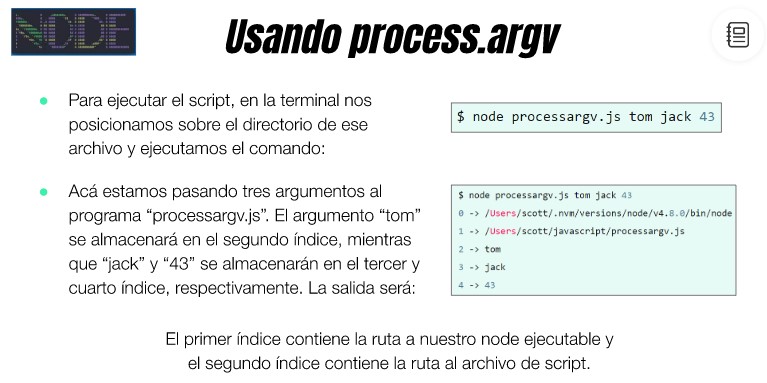 NODE
Usando process.argv
Para ejecutar el script, en la terminal nos
posicionamos sobre el directorio de ese
archivo y ejecutamos el comando:
$ node processargv.js tom jack 43
Acá estamos pasando tres argumentos al
programa “processargv.js”. El argumento “tom”
se almacenará en el segundo índice, mientras
que “jack” y “43” se almacenarán en el tercer y
cuarto índice, respectivamente. La salida será:
$ node processargv.js tom jack 43
0 -> /Users/scott/.nvm/versions/node/v4.8.0/bin/node
1 -> /Users/scott/javascript/processargv.js
2 -> tom
3 -> jack
4 -> 43
El primer índice contiene la ruta a nuestro node ejecutable y
el segundo índice contiene la ruta al archivo de script.